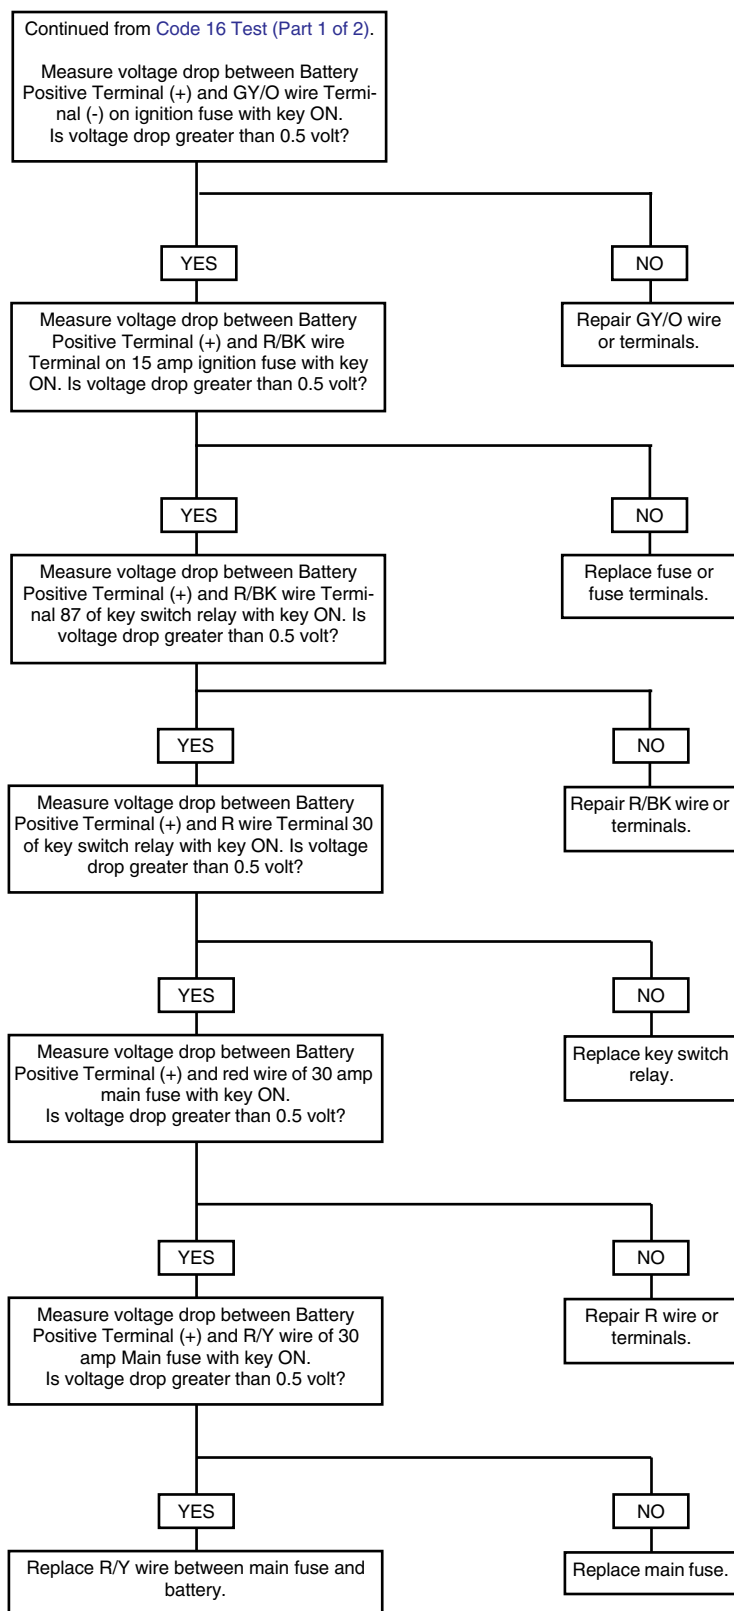 Continued from Code 16 Test (Part 1 of 2).
Measure voltage drop between Battery
Positive Terminal (+) and GY/O wire Termi-
nal (-) on ignition fuse with key ON.
Is voltage drop greater than 0.5 volt?
YES
NO
Measure voltage drop between Battery
Positive Terminal (+) and R/BK wire
Terminal on 15 amp ignition fuse with key
ON. Is voltage drop greater than 0.5 volt?
Repair GY/O wire
or terminals.
YES
NO
Measure voltage drop between Battery
Positive Terminal (+) and R/BK wire Termi-
nal 87 of key switch relay with key ON. Is
voltage drop greater than 0.5 volt?
Replace fuse or
fuse terminals.
YES
NO
Measure voltage drop between Battery
Positive Terminal (+) and R wire Terminal 30
of key switch relay with key ON. Is voltage
drop greater than 0.5 volt?
Repair R/BK wire or
terminals.
YES
NO
Measure voltage drop between Battery
Positive Terminal (+) and red wire of 30 amp
main fuse with key ON.
Is voltage drop greater than 0.5 volt?
Replace key switch
relay.
YES
NO
Measure voltage drop between Battery
Positive Terminal (+) and R/Y wire of 30
amp Main fuse with key ON.
Is voltage drop greater than 0.5 volt?
Repair R wire or
terminals.
YES
NO
Replace R/Y wire between main fuse and
battery.
Replace main fuse.